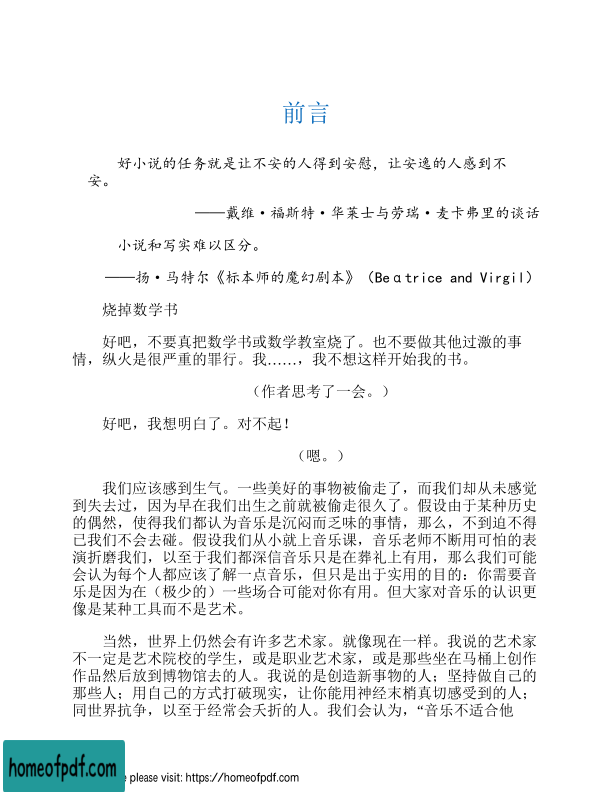 前言
好小说的任务就是让不安的人得到安慰，让安逸的人感到不
安。
——戴维·福斯特·华莱士与劳瑞·麦卡弗里的谈话
小说和写实难以区分。
——扬·马特尔《标本师的魔幻剧本》（Beαtrice and Virgil）
烧掉数学书
好吧，不要真把数学书或数学教室烧了。也不要做其他过激的事
情，纵火是很严重的罪行。我……，我不想这样开始我的书。
（作者思考了一会。）
好吧，我想明白了。对不起！
（嗯。）
我们应该感到生气。一些美好的事物被偷走了，而我们却从未感觉
到失去过，因为早在我们出生之前就被偷走很久了。假设由于某种历史
的偶然，使得我们都认为音乐是沉闷而乏味的事情，那么，不到迫不得
已我们不会去碰。假设我们从小就上音乐课，音乐老师不断用可怕的表
演折磨我们，以至于我们都深信音乐只是在葬礼上有用，那么我们可能
会认为每个人都应该了解一点音乐，但只是出于实用的目的：你需要音
乐是因为在（极少的）一些场合可能对你有用。但大家对音乐的认识更
像是某种工具而不是艺术。
当然，世界上仍然会有许多艺术家。就像现在一样。我说的艺术家
不一定是艺术院校的学生，或是职业艺术家，或是那些坐在马桶上创作
作品然后放到博物馆去的人。我说的是创造新事物的人；坚持做自己的
那些人；用自己的方式打破现实，让你能用神经末梢真切感受到的人；
同世界抗争，以至于经常会夭折的人。我们会认为，“音乐不适合他
homeofpdf.com
e please visit: https://homeofpdf.com